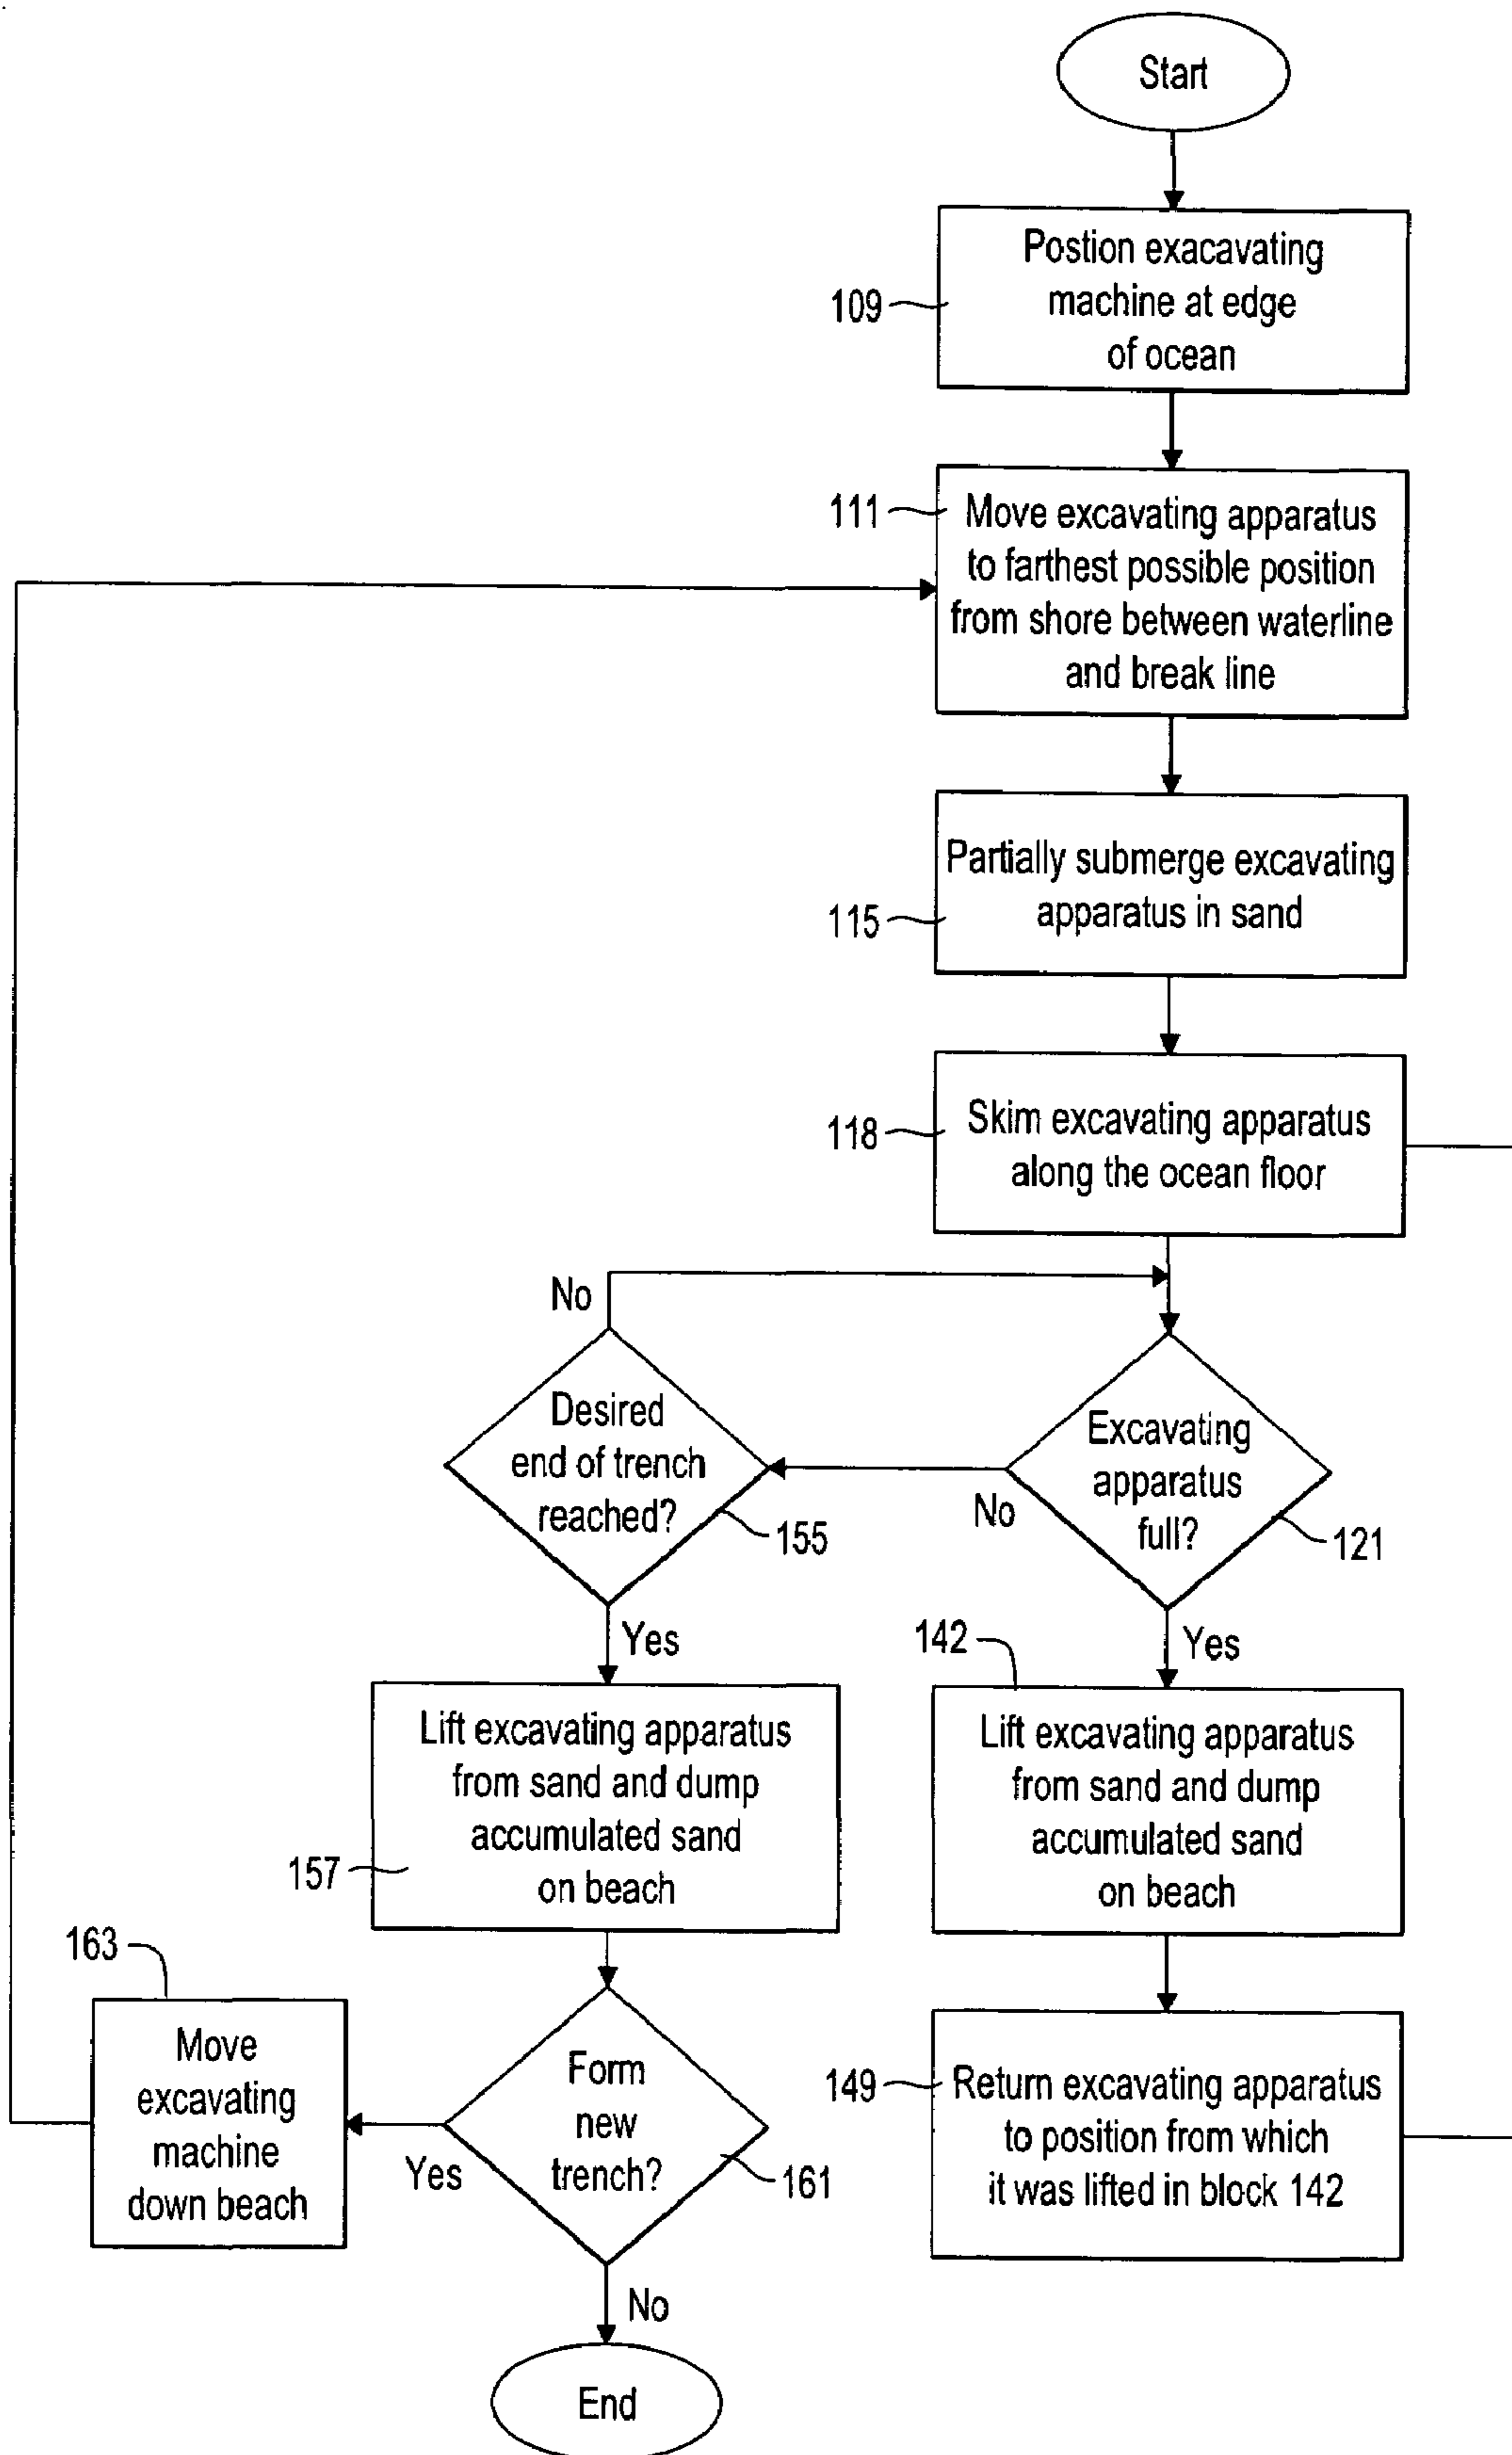 Start
Postion exacavating
machine at edge
of ocean
109
111
Move excavating apparatus
to farthest possible position
from shore between waterline
and break line
Partially submerge excavating
apparatus in sand
115
Skim excavating apparatus
along the ocean floor
118
No
Desired
end of trench
reached?
155
Excavating
apparatus
full?
121
No
Yes
142
Yes
Lift excavating apparatus
from sand and dump
accumulated sand
on beach
157
Lift excavating apparatus
from sand and dump
accumulated sand
on beach
163
Move
excavating
machine
down beach
Form
new
trench?
161
Yes
149
Return excavating apparatus
to position from which
it was lifted in block 142
No
End